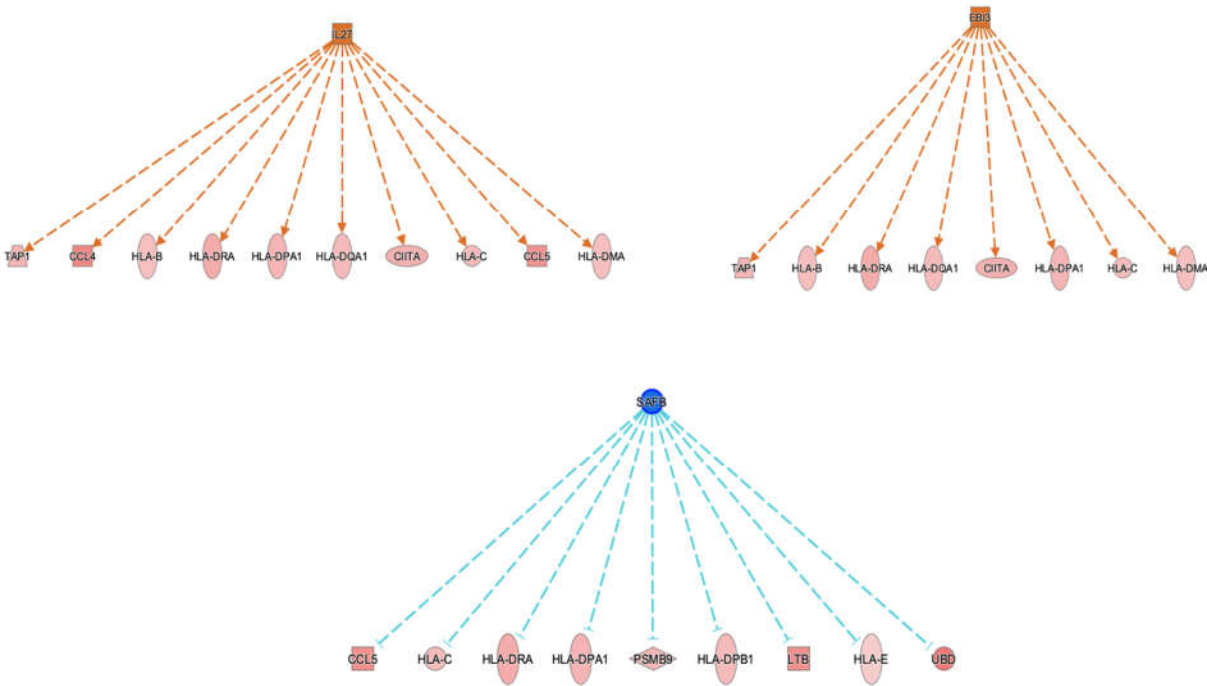 IL27
EBI3
TAP1 CCL4 HLA-B HLA-DRA HLA-DPA1 HLA-DQA1 CIITA HLA-C CCL5 HLA-DMA
TAP1 HLA-B HLA-DRA HLA-DQA1 CIITA HLA-DPA1 HLA-C HLA-DMA
SAFB
CCL5 HLA-C HLA-DRA HLA-DPA1 PSMB9 HLA-DPB1 LTB HLA-E UBD